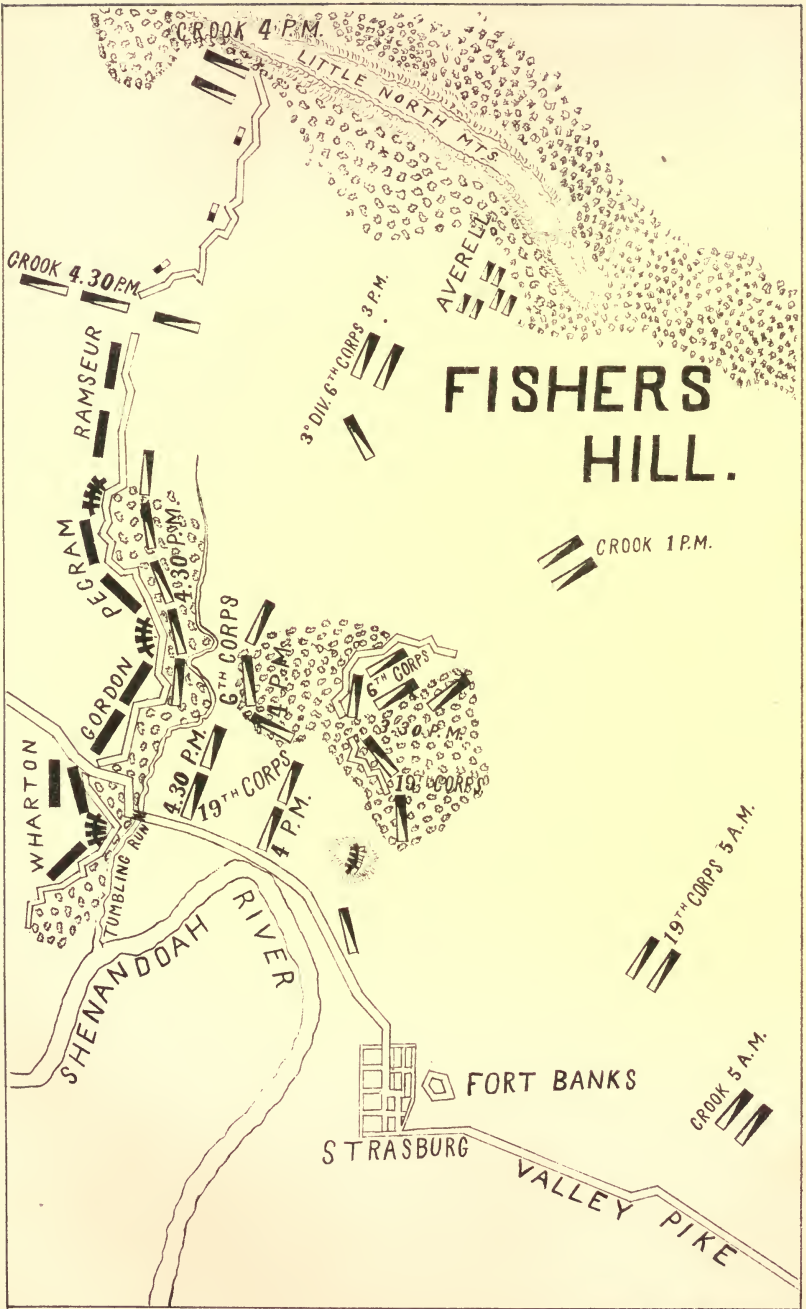 CROOK 4 P.M.
LITTLE NORTH MTS.
AVERELL
CROOK 4.30 P.M.
3º DIV. 6TH CORPS 3 P.M.
RAMSEUR
FISHERS
HILL.
PEGRAM
4.30 P.M.
CROOK 1 P.M.
6TH CORPS
4 P.M.
6TH CORPS
3.30 P.M.
19T CORPS
GORDON
4.30 P.M.
19TH CORPS
4 P.M.
WHARTON
TUMBLING RUN
SHENANDOAH
RIVER
19TH CORPS 5 A.M.
CROOK 5 A.M.
FORT BANKS
STRASBURG
VALLEY PIKE